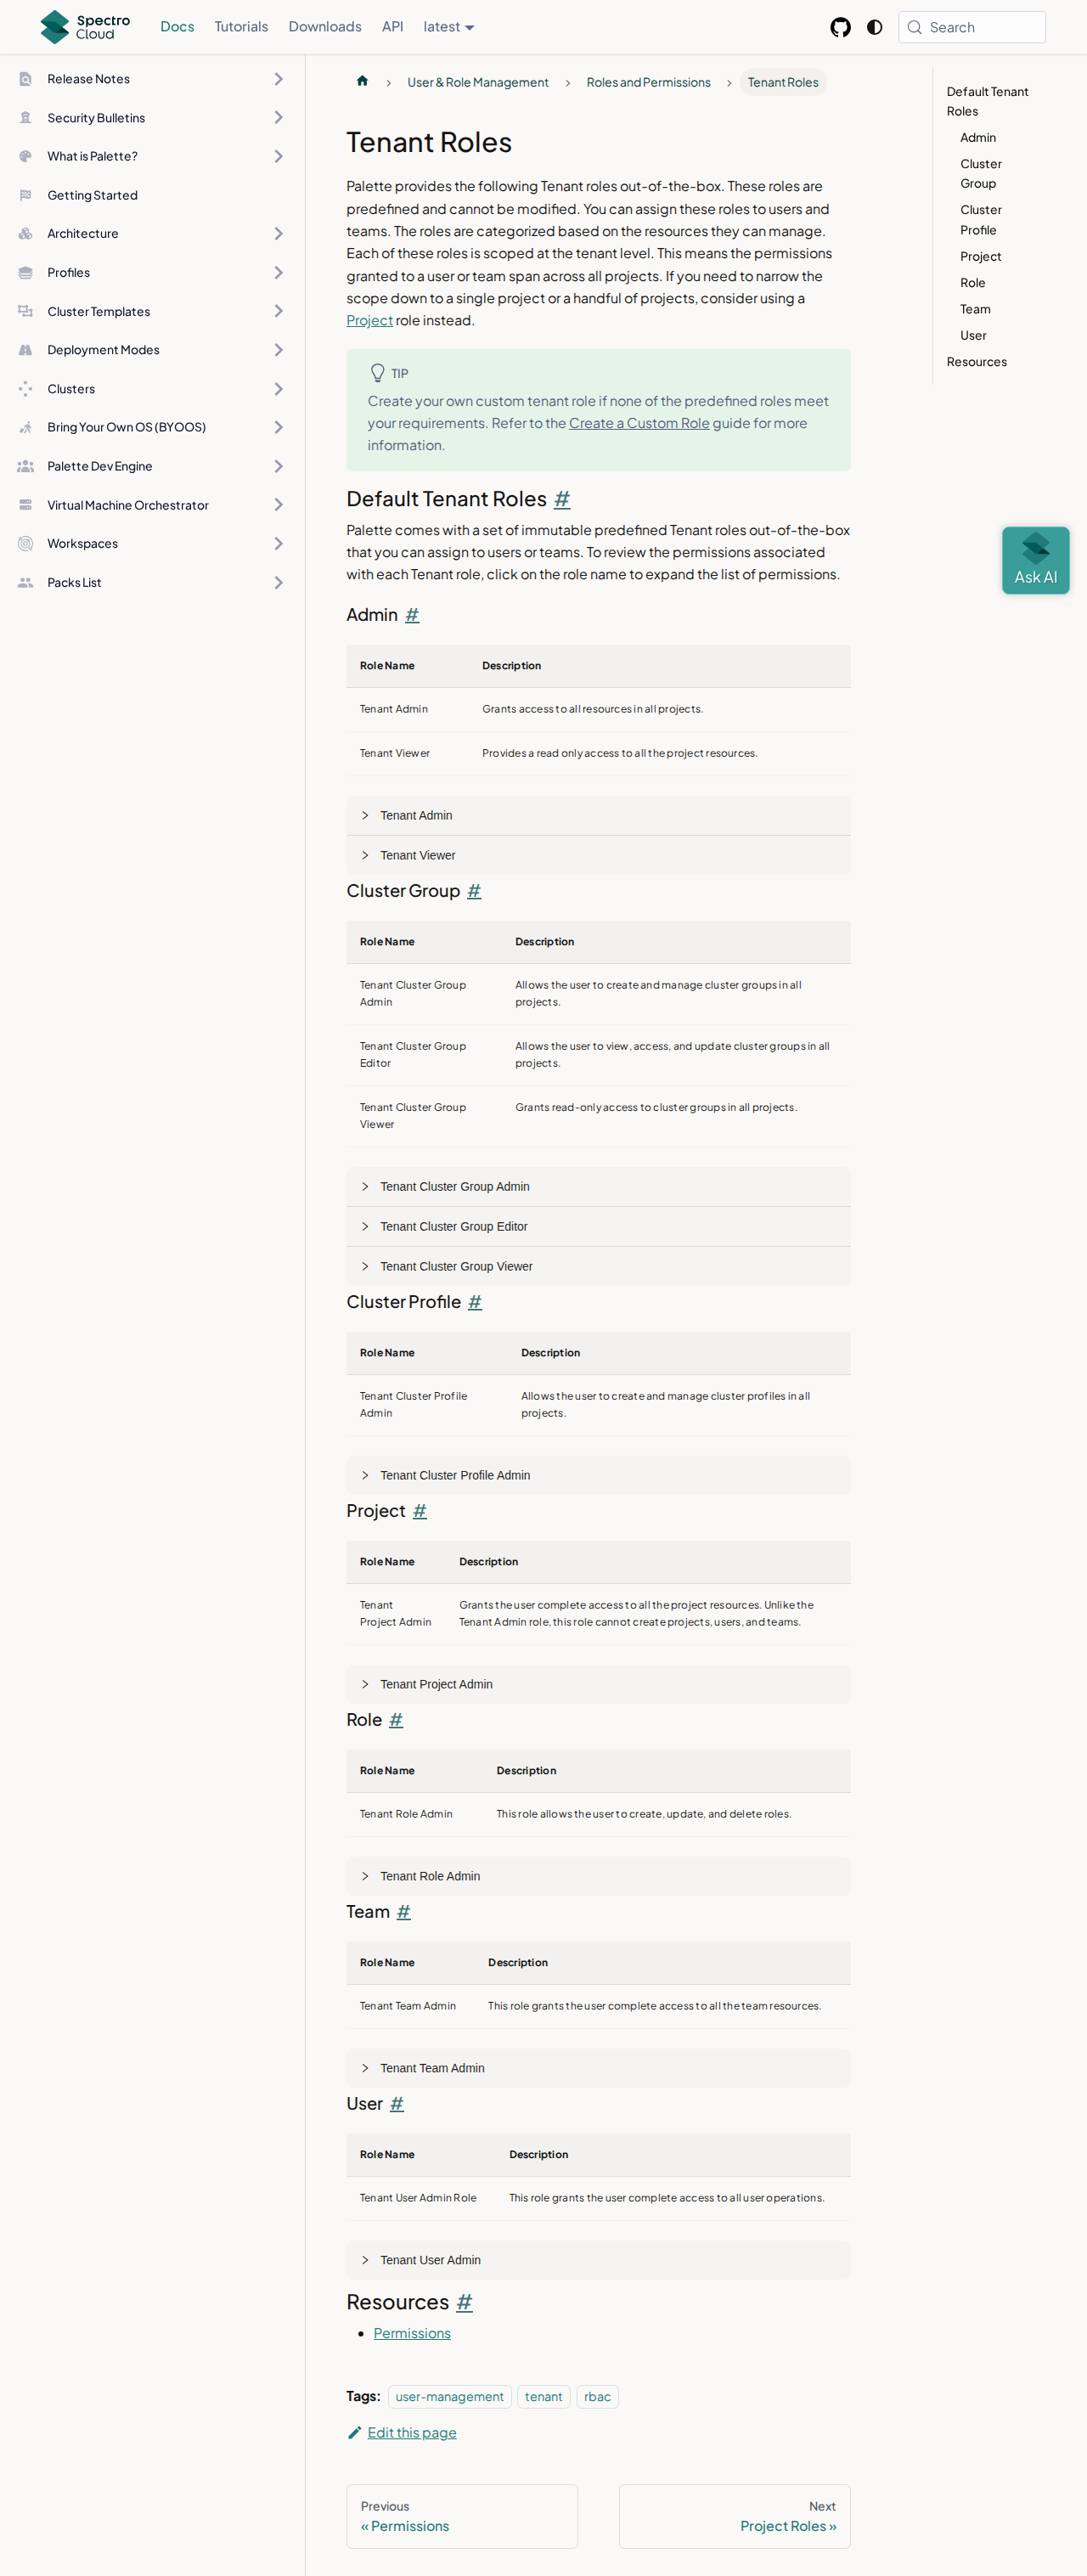 Spectro Cloud
Docs
Tutorials
Downloads
API
latest
Search
Release Notes
Security Bulletins
What is Palette?
Getting Started
Architecture
Profiles
Cluster Templates
Deployment Modes
Clusters
Bring Your Own OS (BYOOS)
Palette Dev Engine
Virtual Machine Orchestrator
Workspaces
Packs List
User & Role Management
Roles and Permissions
Tenant Roles
Tenant Roles
Palette provides the following Tenant roles out-of-the-box. These roles are
predefined and cannot be modified. You can assign these roles to users and
teams. The roles are categorized based on the resources they can manage.
Each of these roles is scoped at the tenant level. This means the permissions
granted to a user or team span across all projects. If you need to narrow the
scope down to a single project or a handful of projects, consider using a
Project role instead.
TIP
Create your own custom tenant role if none of the predefined roles meet
your requirements. Refer to the Create a Custom Role guide for more
information.
Default Tenant Roles #
Palette comes with a set of immutable predefined Tenant roles out-of-the-box
that you can assign to users or teams. To review the permissions associated
with each Tenant role, click on the role name to expand the list of permissions.
Admin #
Role Name Description
Tenant Admin Grants access to all resources in all projects.
Tenant Viewer Provides a read only access to all the project resources.
Tenant Admin
Tenant Viewer
Cluster Group #
Role Name Description
Tenant Cluster Group Allows the user to create and manage cluster groups in all
Admin projects.
Tenant Cluster Group Allows the user to view, access, and update cluster groups in all
Editor projects.
Tenant Cluster Group Grants read-only access to cluster groups in all projects.
Viewer
Tenant Cluster Group Admin
Tenant Cluster Group Editor
Tenant Cluster Group Viewer
Cluster Profile #
Role Name Description
Tenant Cluster Profile Allows the user to create and manage cluster profiles in all
Admin projects.
Tenant Cluster Profile Admin
Project #
Role Name Description
Tenant Grants the user complete access to all the project resources. Unlike the
Project Admin Tenant Admin role, this role cannot create projects, users, and teams.
Tenant Project Admin
Role #
Role Name Description
Tenant Role Admin This role allows the user to create, update, and delete roles.
Tenant Role Admin
Team #
Role Name Description
Tenant Team Admin This role grants the user complete access to all the team resources.
Tenant Team Admin
User #
Role Name Description
Tenant User Admin Role This role grants the user complete access to all user operations.
Tenant User Admin
Resources #
Permissions
Tags: user-management tenant rbac
Edit this page
Previous
« Permissions
Next
Project Roles »
Default Tenant
Roles
Admin
Cluster
Group
Cluster
Profile
Project
Role
Team
User
Resources
Ask AI